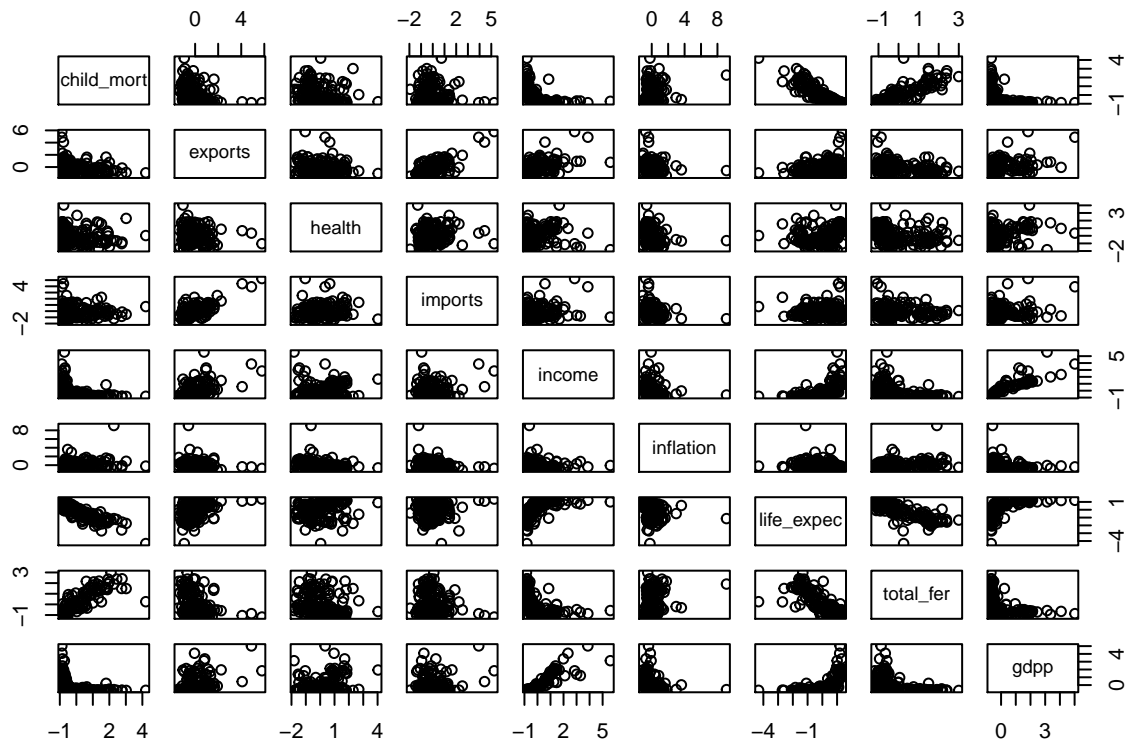 0 4
−2 2 5
0 4 8
−1 1 3
child_mort
−1 4
0 6
exports
health
−2 3
−2 4
imports
income
−1 5
0 8
inflation
life_expec
−4 1
−1 3
total_fer
gdpp
0 4
−1 2 4
−2 2 4
−1 2 5
−4 −1
0 3